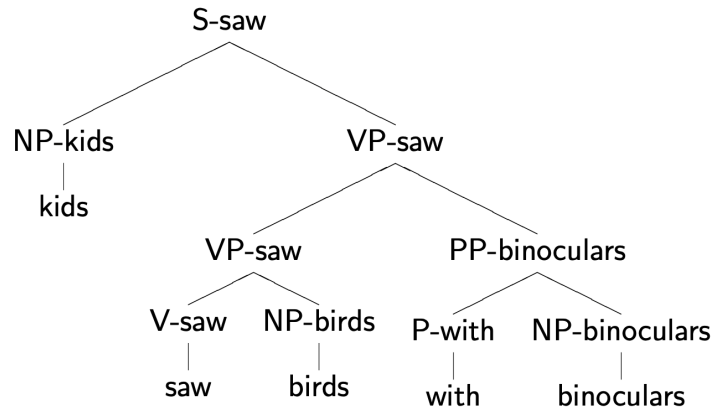 S-saw
NP-kids VP-saw
kids
VP-saw PP-binoculars
V-saw NP-birds P-with NP-binoculars
saw birds with binoculars